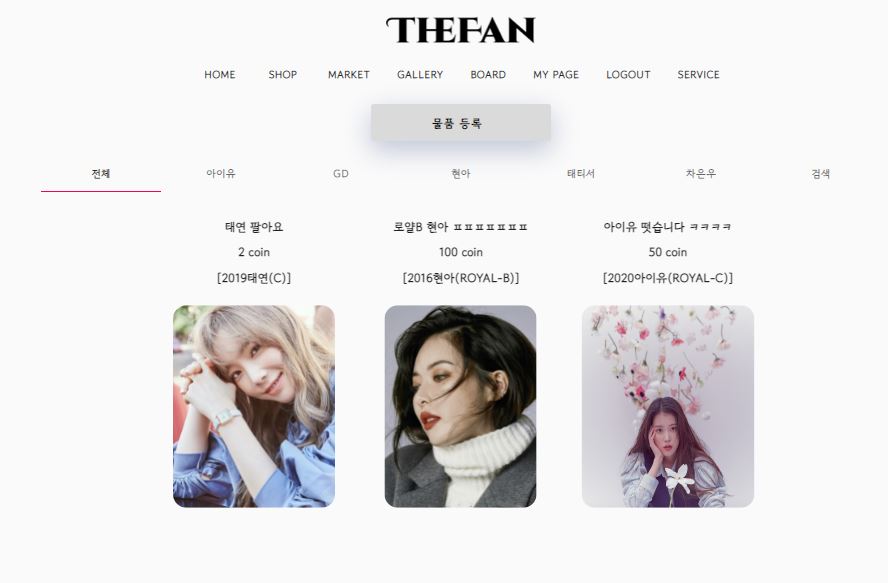 THEFAN
HOME SHOP MARKET GALLERY BOARD MY PAGE LOGOUT SERVICE
물품 등록
전체 아이유 GD 현아 태티서 차은우 검색
태연 팔아요 로얄B 현아 ㅍㅍㅍㅍㅍㅍㅍ 아이유 떳습니다 ㅋㅋㅋㅋ
2 coin 100 coin 50 coin
[2019태연(C)] [2016현아(ROYAL-B)] [2020아이유(ROYAL-C)]